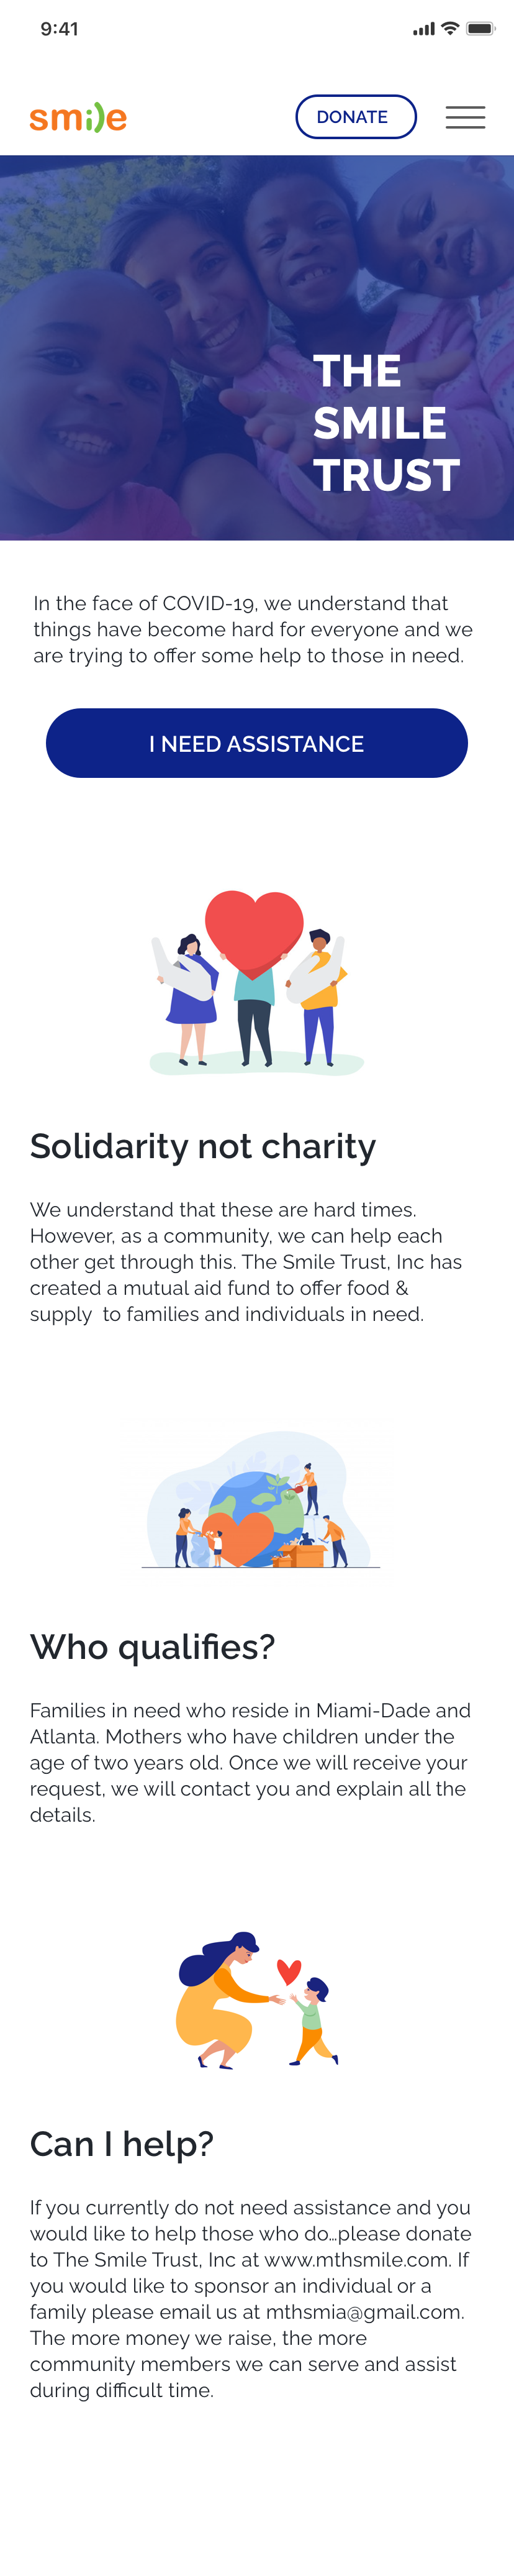 9:41
smile
DONATE
THE
SMILE
TRUST
In the face of COVID-19, we understand that
things have become hard for everyone and we
are trying to offer some help to those in need.
I NEED ASSISTANCE
Solidarity not charity
We understand that these are hard times.
However, as a community, we can help each
other get through this. The Smile Trust, Inc has
created a mutual aid fund to offer food &
supply  to families and individuals in need.
Who qualifies?
Families in need who reside in Miami-Dade and
Atlanta. Mothers who have children under the
age of two years old. Once we will receive your
request, we will contact you and explain all the
details.
Can I help?
If you currently do not need assistance and you
would like to help those who do…please donate
to The Smile Trust, Inc at www.mthsmile.com. If
you would like to sponsor an individual or a
family please email us at mthsmia@gmail.com.
The more money we raise, the more
community members we can serve and assist
during difficult time.